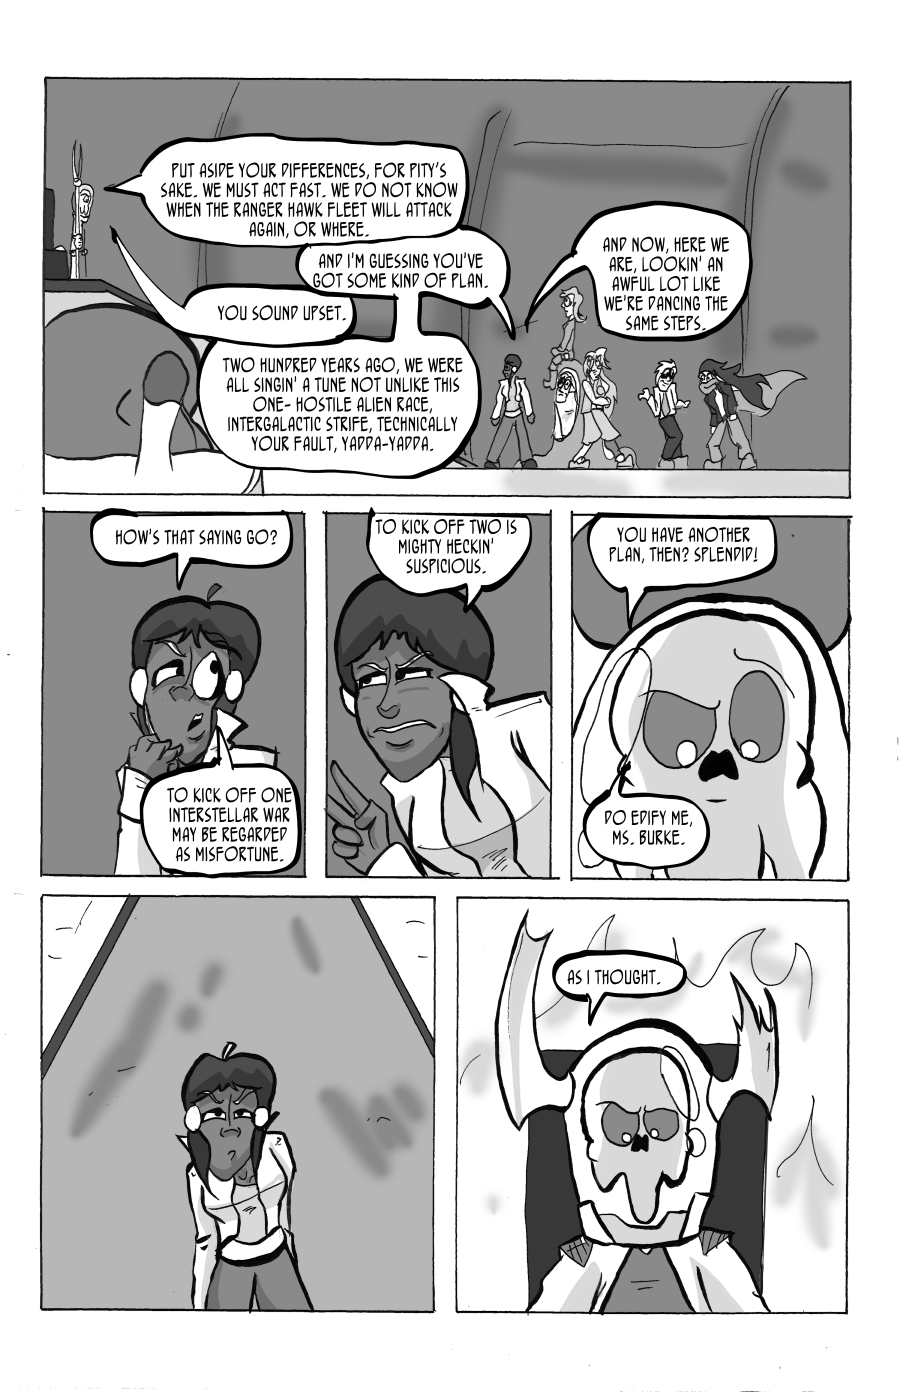 PUT ASIDE YOUR DIFFERENCES, FOR PITY'S
SAKE. WE MUST ACT FAST. WE DO NOT KNOW
WHEN THE RANGER HAWK FLEET WILL ATTACK
AGAIN, OR WHERE.
AND I'M GUESSING YOU'VE
GOT SOME KIND OF PLAN.
YOU SOUND UPSET.
TWO HUNDRED YEARS AGO, WE WERE
ALL SINGIN' A TUNE NOT UNLIKE THIS
ONE- HOSTILE ALIEN RACE,
INTERGALACTIC STRIFE, TECHNICALLY
YOUR FAULT, YADDA-YADDA.
AND NOW, HERE WE
ARE, LOOKIN' AN
AWFUL LOT LIKE
WE'RE DANCING THE
SAME STEPS.
HOW'S THAT SAYING GO?
TO KICK OFF ONE
INTERSTELLAR WAR
MAY BE REGARDED
AS MISFORTUNE.
TO KICK OFF TWO IS
MIGHTY HECKIN'
SUSPICIOUS.
YOU HAVE ANOTHER
PLAN, THEN? SPLENDID!
DO EDIFY ME,
MS. BURKE.
AS I THOUGHT.